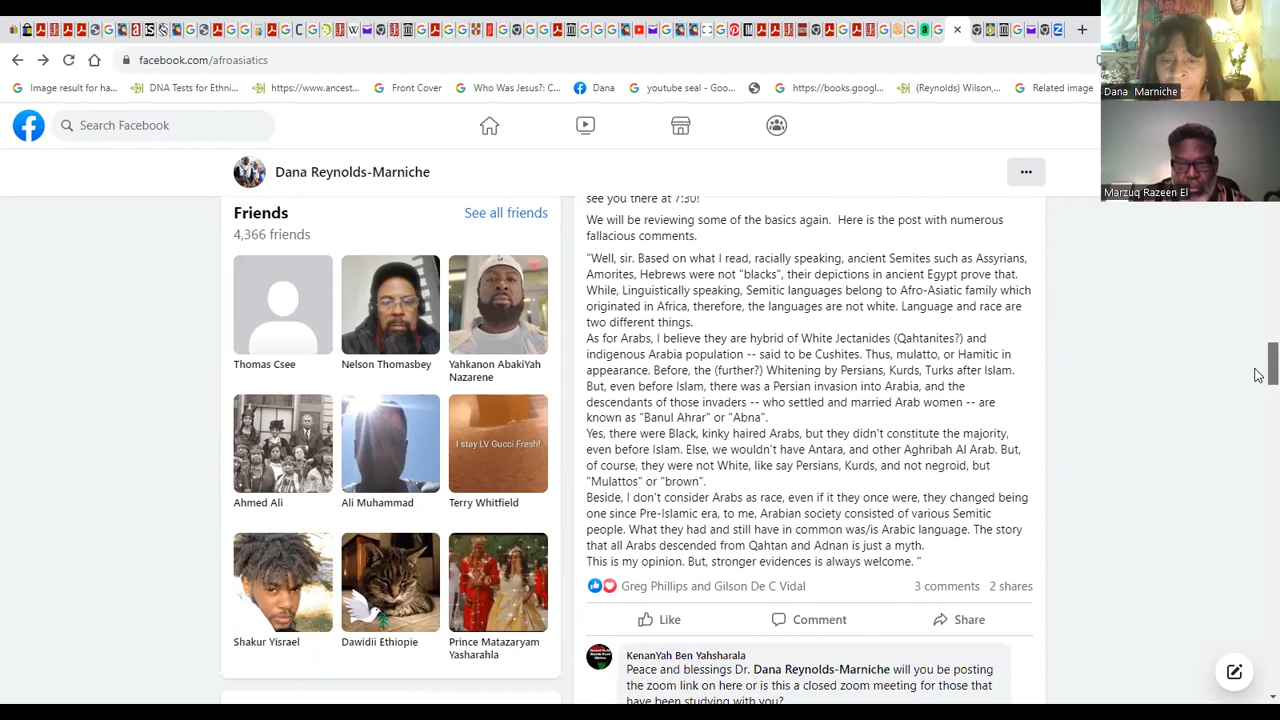 facebook.com/afroasiatics
Image result for ha...
DNA Tests for Ethni...
https://www.ancest...
Front Cover
Who Was Jesus?: C...
Dana
youtube seal - Goo...
https://books.googl...
(Reynolds) Wilson,...
Related image
Dana Marniche
Marzuq Razeen El
Search Facebook
Dana Reynolds-Marniche
Friends
See all friends
4,366 friends
Thomas Csee
Nelson Thomasbey
Yahkanon AbakiYah
Nazarene
I stay LV Gucci Fresh!
Ahmed Ali
Ali Muhammad
Terry Whitfield
Shakur Yisrael
Dawidii Ethiopie
Prince Matazaryam
Yasharahla
see you there at 7:30!
We will be reviewing some of the basics again. Here is the post with numerous
fallacious comments.
"Well, sir. Based on what I read, racially speaking, ancient Semites such as Assyrians,
Amorites, Hebrews were not "blacks", their depictions in ancient Egypt prove that.
While, Linguistically speaking, Semitic languages belong to Afro-Asiatic family which
originated in Africa, therefore, the languages are not white. Language and race are
two different things.
As for Arabs, I believe they are hybrid of White Jectanides (Qahtanites?) and
indigenous Arabia population -- said to be Cushites. Thus, mulatto, or Hamitic in
appearance. Before, the (further?) Whitening by Persians, Kurds, Turks after Islam.
But, even before Islam, there was a Persian invasion into Arabia, and the
descendants of those invaders -- who settled and married Arab women -- are
known as "Banul Ahrar" or "Abna".
Yes, there were Black, kinky haired Arabs, but they didn't constitute the majority,
even before Islam. Else, we wouldn't have Antara, and other Aghribah Al Arab. But,
of course, they were not White, like say Persians, Kurds, and not negroid, but
"Mulattos" or "brown".
Beside, I don't consider Arabs as race, even if it they once were, they changed being
one since Pre-Islamic era, to me, Arabian society consisted of various Semitic
people. What they had and still have in common was/is Arabic language. The story
that all Arabs descended from Qahtan and Adnan is just a myth.
This is my opinion. But, stronger evidences is always welcome. "
Greg Phillips and Gilson De C Vidal
3 comments 2 shares
Like
Comment
Share
KenanYah Ben Yahsharala
Peace and blessings Dr. Dana Reynolds-Marniche will you be posting
the zoom link on here or is this a closed zoom meeting for those that
have been studying with you?